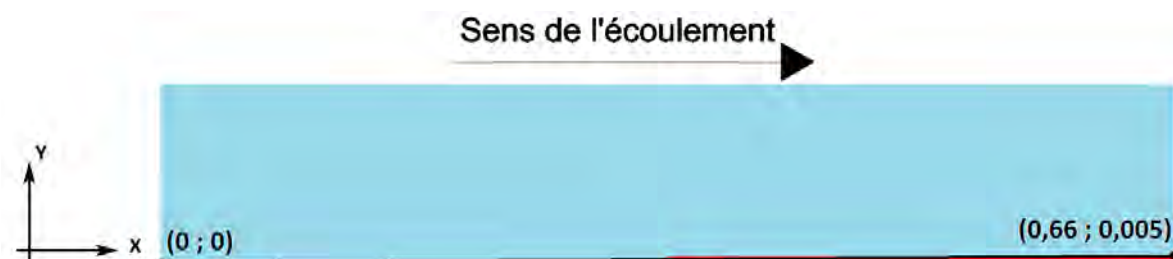 Sens de l'écoulement
Y
X
(0 ; 0)
(0,66 ; 0,005)